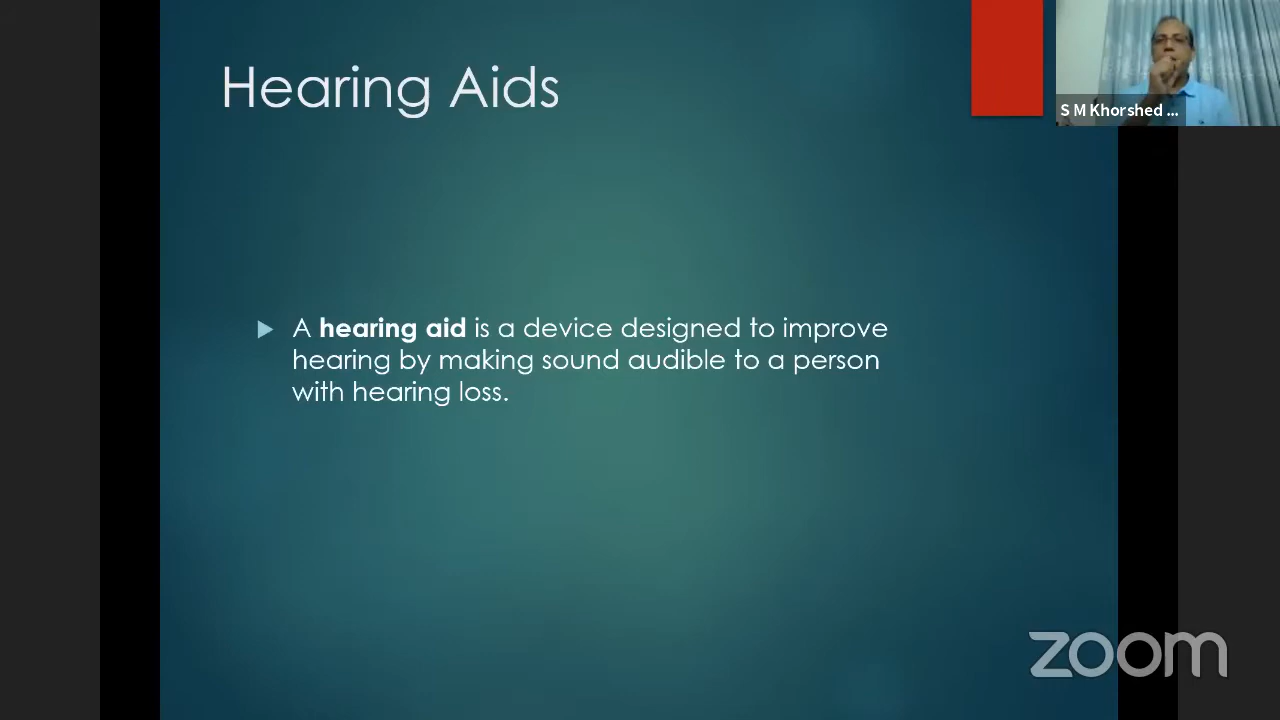 Hearing Aids
S M Khorshed ...
A hearing aid is a device designed to improve
hearing by making sound audible to a person
with hearing loss.
zoom